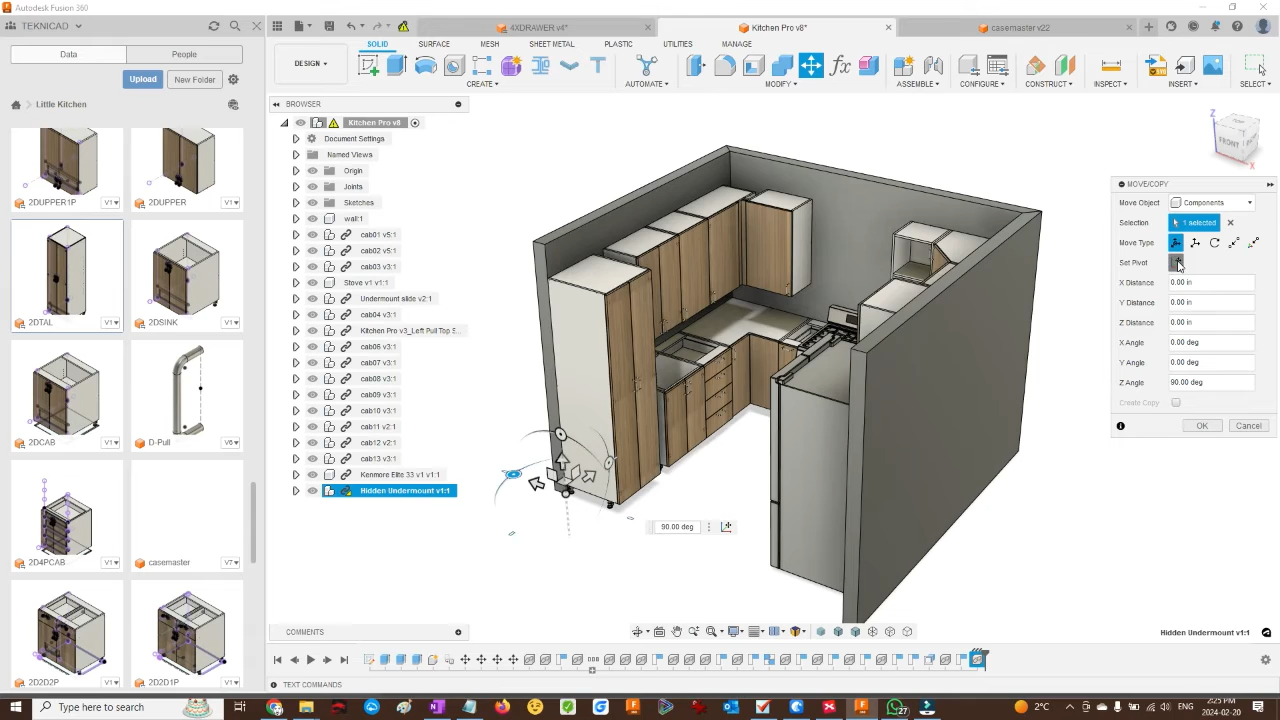 Autodesk Fusion 360
TEKNICAD
4XDRAWER v4*
Kitchen Pro v8*
casemaster v22
Data
People
Upload
New Folder
Little Kitchen
DESIGN
SOLID
SURFACE
MESH
SHEET METAL
PLASTIC
UTILITIES
MANAGE
CREATE
AUTOMATE
MODIFY
ASSEMBLE
CONFIGURE
CONSTRUCT
INSPECT
INSERT
SELECT
BROWSER
Kitchen Pro v8
Document Settings
Named Views
Origin
Joints
Sketches
wall:1
cab01 v5:1
cab02 v5:1
cab03 v3:1
Stove v1 v1:1
Undermount slide v2:1
cab04 v3:1
Kitchen Pro v3_Left Pull Top S...
cab06 v3:1
cab07 v3:1
cab08 v3:1
cab09 v3:1
cab10 v3:1
cab11 v2:1
cab12 v2:1
cab13 v3:1
Kenmore Elite 33 v1 v1:1
Hidden Undermount v1:1
2DUPPER1P
V1
2DUPPER
V1
2DTAL
V1
2DSINK
V1
2DCAB
V1
D-Pull
V6
2D4PCAB
V1
casemaster
V7
2D2D2P
V1
2D2D1P
V1
Z
FRONT
X
MOVE/COPY
Move Object
Components
Selection
1 selected
Move Type
Set Pivot
X Distance
0.00 in
Y Distance
0.00 in
Z Distance
0.00 in
X Angle
0.00 deg
Y Angle
0.00 deg
Z Angle
90.00 deg
Create Copy
OK
Cancel
90.00 deg
COMMENTS
Hidden Undermount v1:1
TEXT COMMANDS
Type here to search
27
2°C
ENG
2:25 PM
2024-02-20